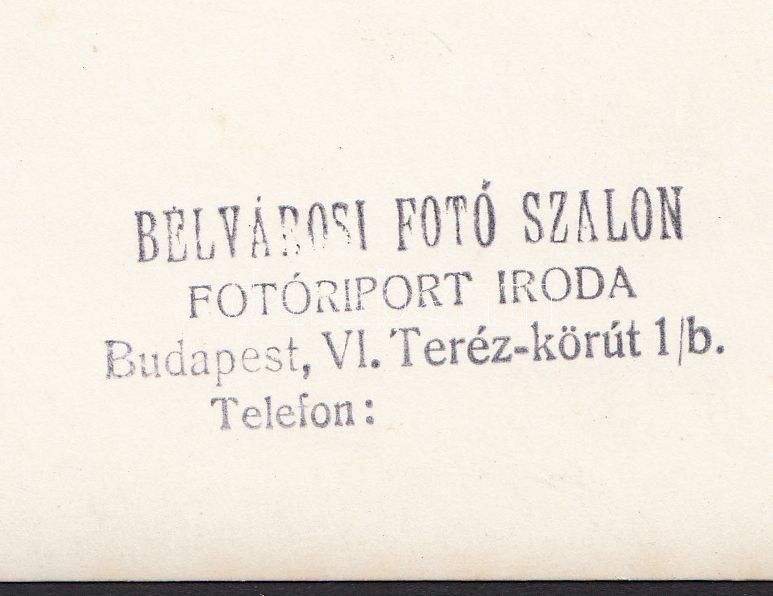 BELVÁROSI FOTÓ SZALON
FOTÓRIPORT IRODA
Budapest, VI. Teréz-körút 1/b.
Telefon: